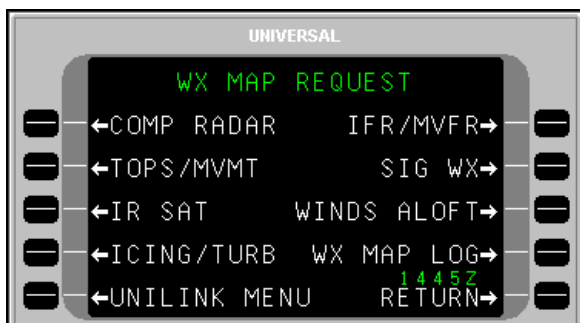 UNIVERSAL
WX MAP REQUEST
←COMP RADAR IFR/MVFR→
←TOPS/MVMT SIG WX→
←IR SAT WINDS ALOFT→
←ICING/TURB WX MAP LOG→
1445Z
←UNILINK MENU RETURN→